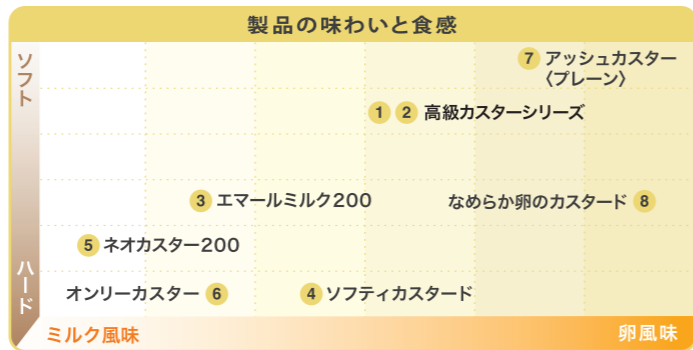 製品の味わいと食感
ソフト
7 アッシュカスター
〈プレーン〉
1 2 高級カスターシリーズ
3 エマールミルク200
なめらか卵のカスタード 8
5 ネオカスター200
ハード
オンリーカスター 6
4 ソフティカスタード
ミルク風味
卵風味